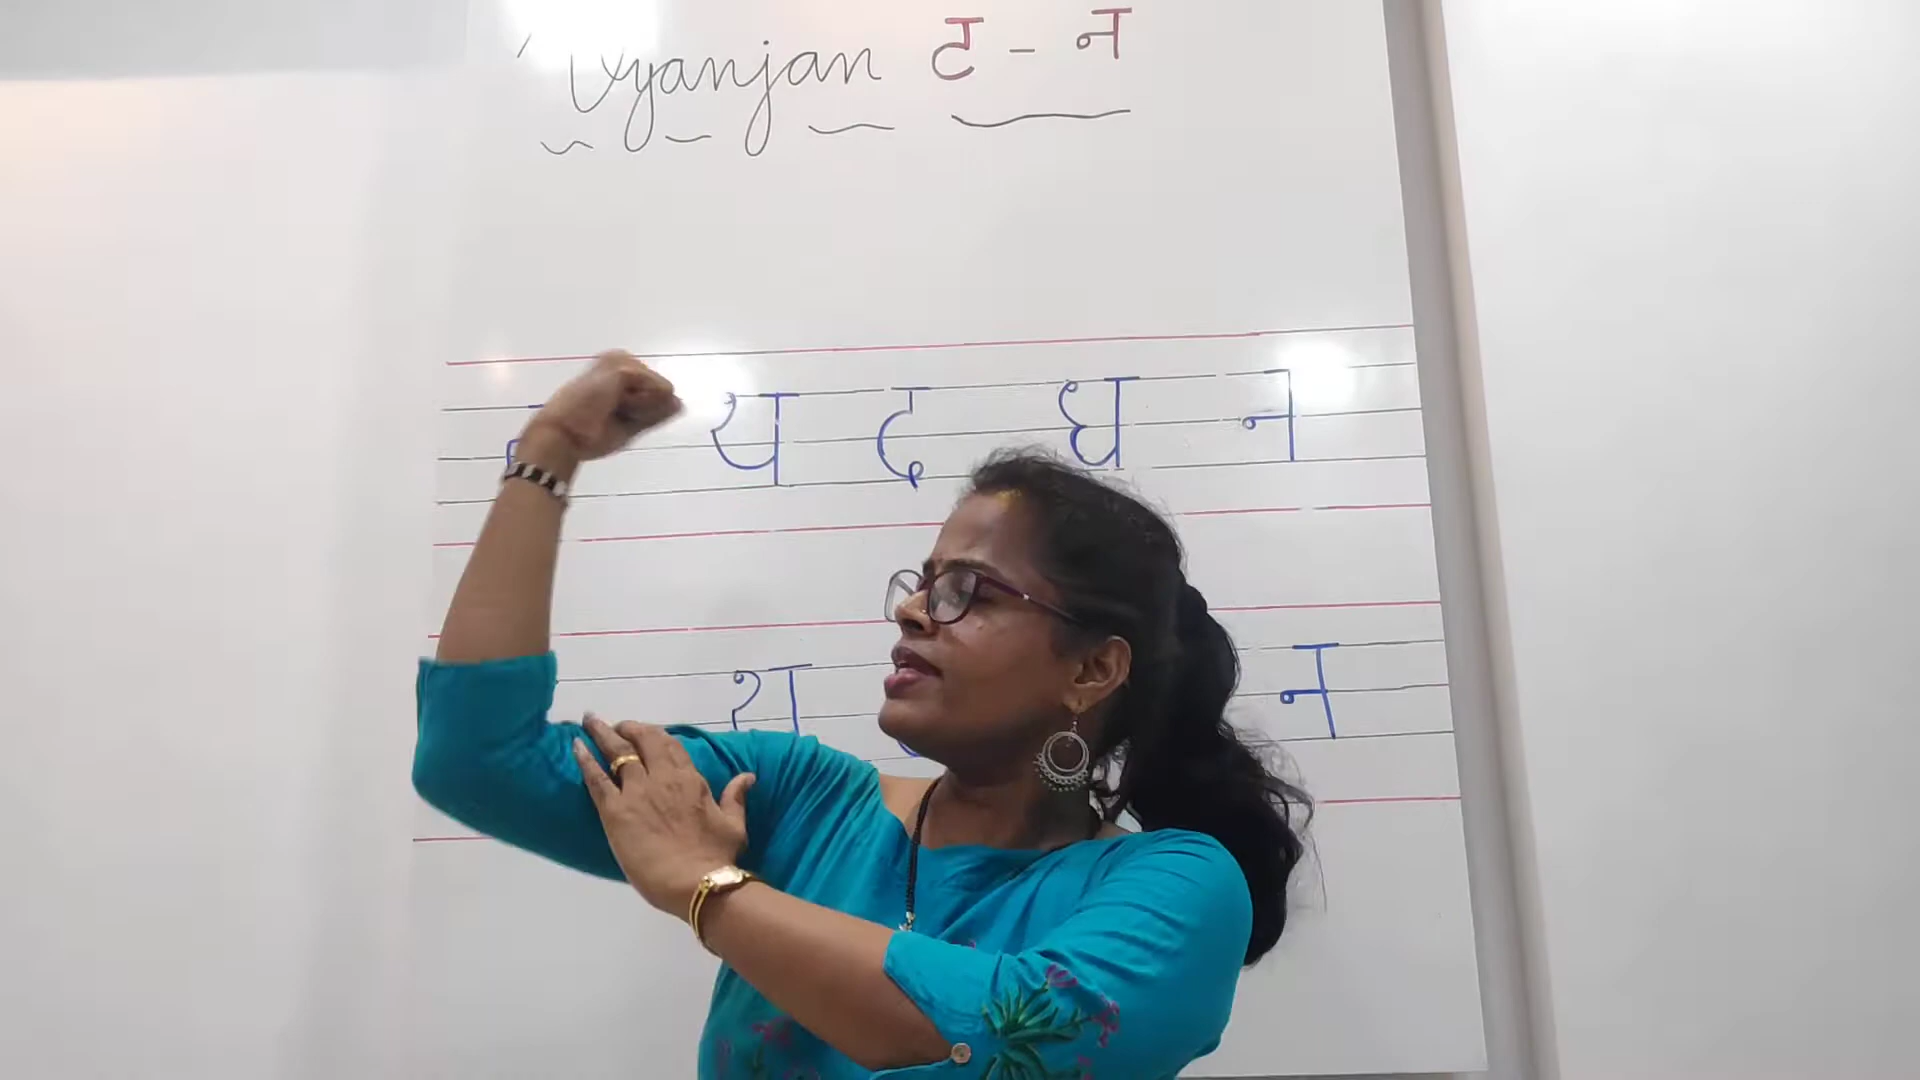 Vyanjan ट - न
थ द ध न
थ न